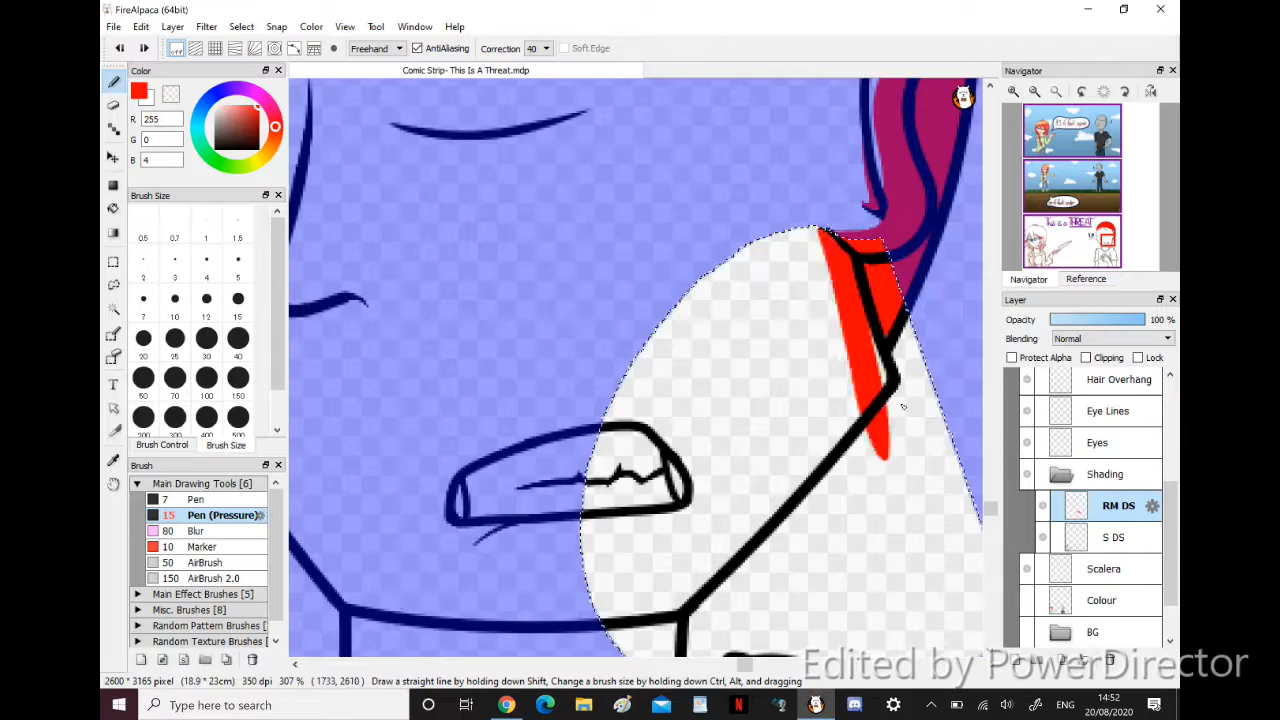 FireAlpaca (64bit)
File Edit Layer Filter Select Snap Color View Tool Window Help
off Freehand AntiAliasing Correction 40 Soft Edge
Color
Comic Strip- This Is A Threat.mdp
Navigator
R 255
G 0
B 4
Brush Size
0.5 0.7 1 1.5
2 3 4 5
7 10 12 15
20 25 30 40
50 70 100 150
200 300 400 500
Brush Control Brush Size
Brush
Main Drawing Tools [6]
7 Pen
15 Pen (Pressure)
80 Blur
10 Marker
50 AirBrush
150 AirBrush 2.0
Main Effect Brushes [5]
Misc. Brushes [8]
Random Pattern Brushes
Random Texture Brushes
This is a THREAT
Navigator Reference
Layer
Opacity 100 %
Blending Normal
Protect Alpha Clipping Lock
Hair Overhang
Eye Lines
Eyes
Shading
RM DS
S DS
Scalera
Colour
BG
Edited by PowerDirector
2600 * 3165 pixel (18.9 * 23cm) 350 dpi 307 % ( 1733, 2610 ) Draw a straight line by holding down Shift, Change a brush size by holding down Ctrl, Alt, and dragging
Type here to search
N
ENG
14:52
20/08/2020